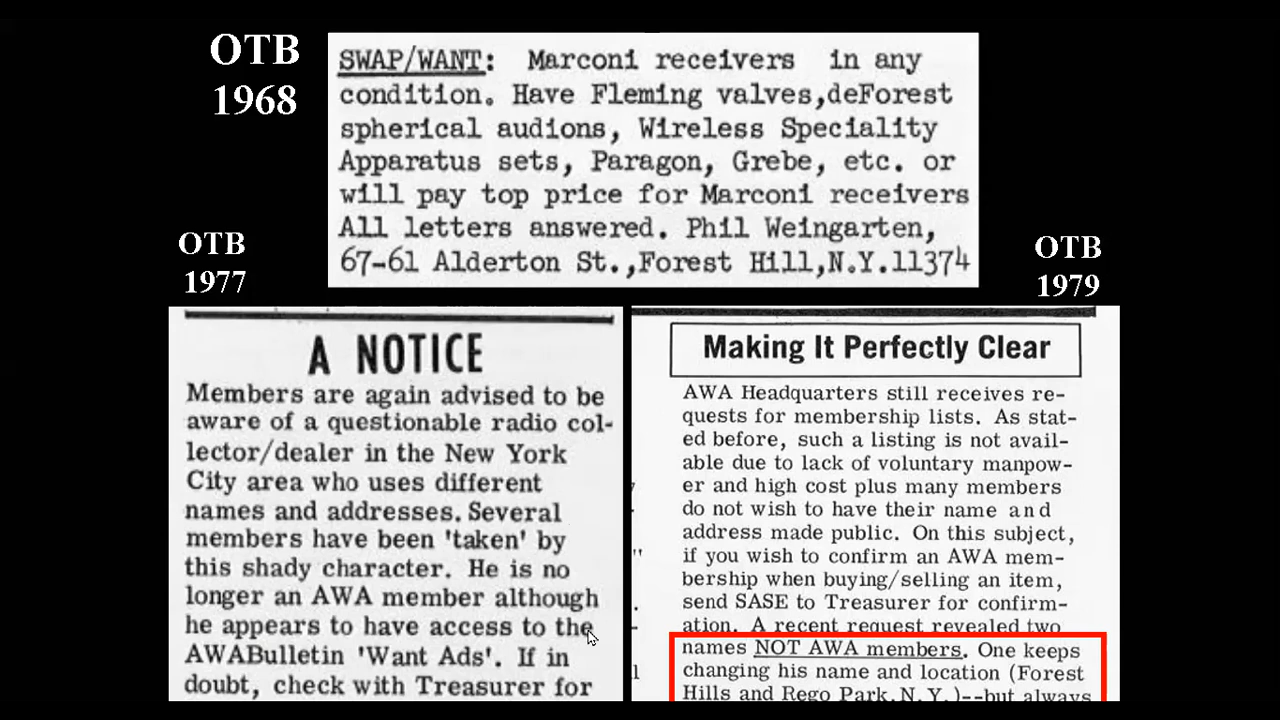 OTB
1968
SWAP/WANT: Marconi receivers in any
condition. Have Fleming valves,deForest
spherical audions, Wireless Speciality
Apparatus sets, Paragon, Grebe, etc. or
will pay top price for Marconi receivers
All letters answered. Phil Weingarten,
67-61 Alderton St.,Forest Hill,N.Y.11374
OTB
1977
A NOTICE
Members are again advised to be
aware of a questionable radio col-
lector/dealer in the New York
City area who uses different
names and addresses. Several
members have been 'taken' by
this shady character. He is no
longer an AWA member although
he appears to have access to the
AWABulletin 'Want Ads'. If in
doubt, check with Treasurer for
OTB
1979
Making It Perfectly Clear
AWA Headquarters still receives re-
quests for membership lists. As stat-
ed before, such a listing is not avail-
able due to lack of voluntary manpow-
er and high cost plus many members
do not wish to have their name and
address made public. On this subject,
if you wish to confirm an AWA mem-
bership when buying/selling an item,
send SASE to Treasurer for confirm-
ation. A recent request revealed two
names NOT AWA members. One keeps
changing his name and location (Forest
Hills and Rego Park, N.Y.)--but always